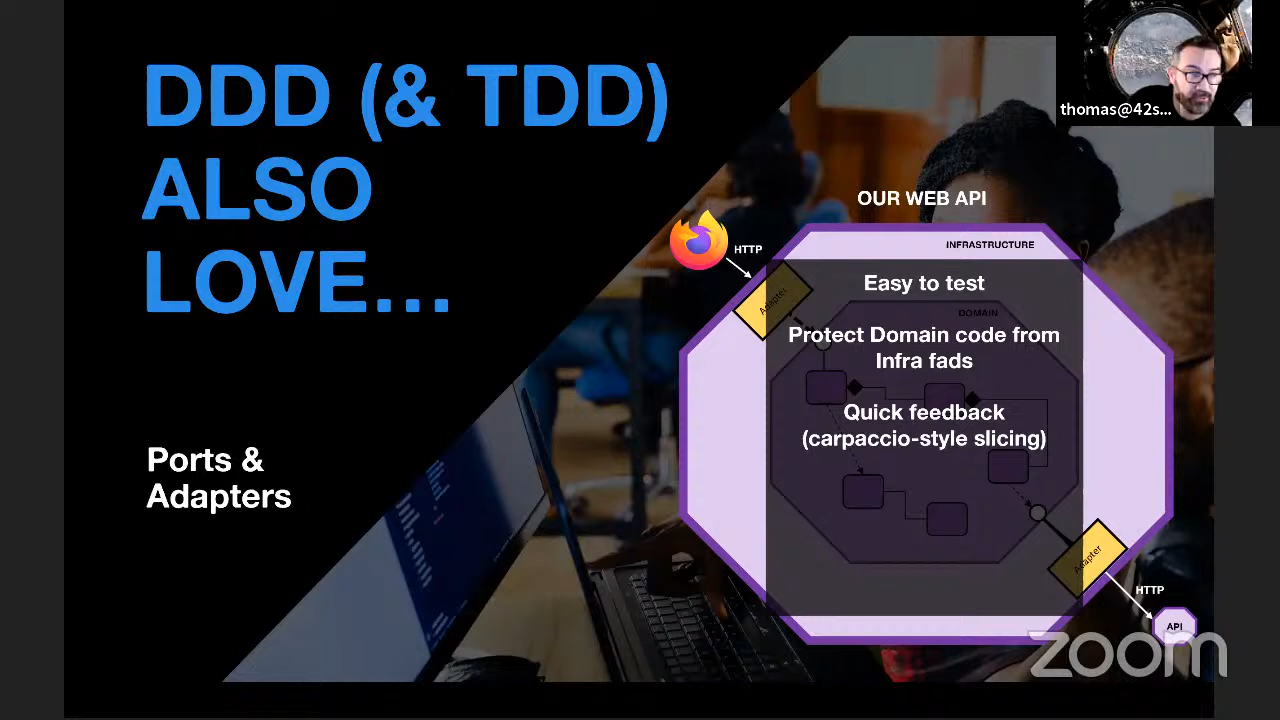 DDD (& TDD)
ALSO
LOVE...
Ports &
Adapters
thomas@42s...
OUR WEB API
INFRASTRUCTURE
HTTP
Adapter
Easy to test
DOMAIN
Protect Domain code from
Infra fads
Quick feedback
(carpaccio-style slicing)
Adapter
HTTP
API
zoom